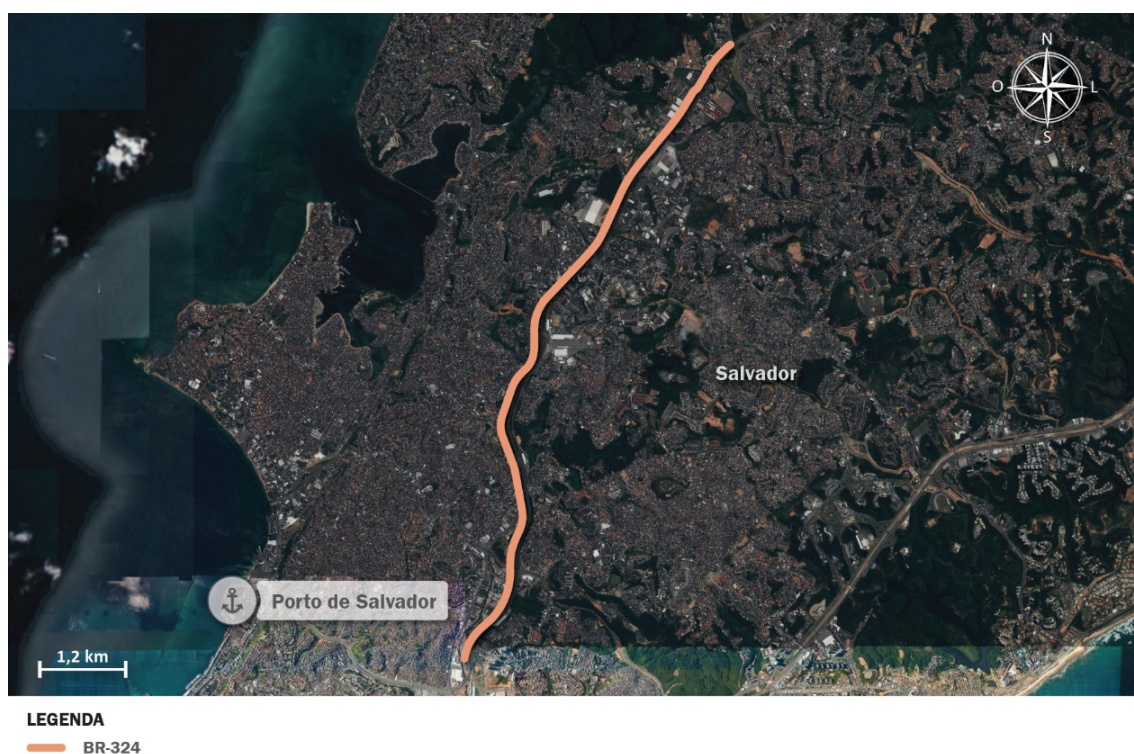 N
O L
S
Salvador
Porto de Salvador
1,2 km
LEGENDA
BR-324